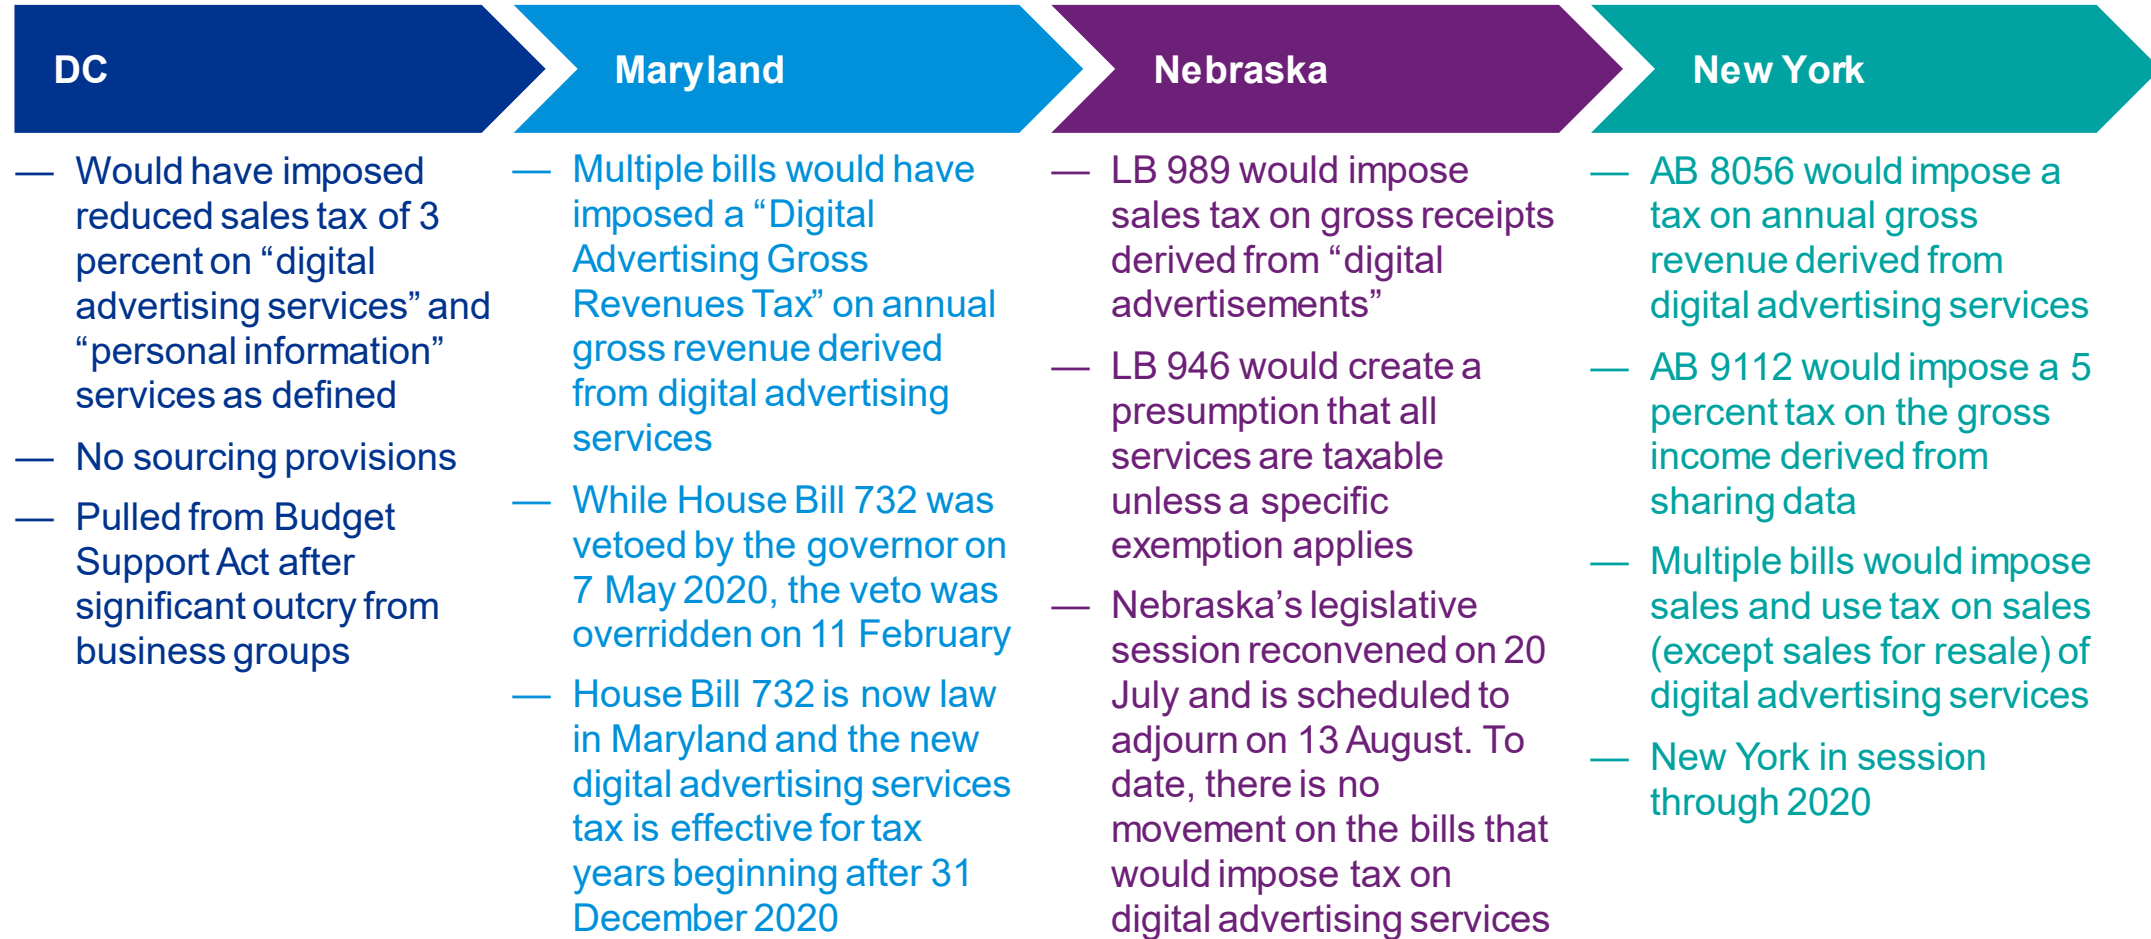 DC
Would have imposed
reduced sales tax of 3
percent on “digital
advertising services” and
“personal information”
services as defined
— No sourcing provisions
— Pulled from Budget
Support Act after
significant outcry from
business groups
Maryland
— Multiple bills would have
imposed a “Digital
Advertising Gross
Revenues Tax” on annual
gross revenue derived
from digital advertising
services
— While House Bill 732 was
vetoed by the governor on
7 May 2020, the veto was
overridden on 11 February
— House Bill 732 is now law
in Maryland and the new
digital advertising services
tax is effective for tax
years beginning after 31
December 2020
Nebraska
— LB 989 would impose
sales tax on gross receipts
derived from “digital
advertisements”
— LB 946 would create a
presumption that all
services are taxable
unless a specific
exemption applies
— Nebraska’s legislative
session reconvened on 20
July and is scheduled to
adjourn on 13 August. To
date, there is no
movement on the bills that
would impose tax on
digital advertising services
New York
— AB 8056 would impose a
tax on annual gross
revenue derived from
digital advertising services
— AB 9112 would impose a 5
percent tax on the gross
income derived from
sharing data
— Multiple bills would impose
sales and use tax on sales
(except sales for resale) of
digital advertising services
— New York in session
through 2020